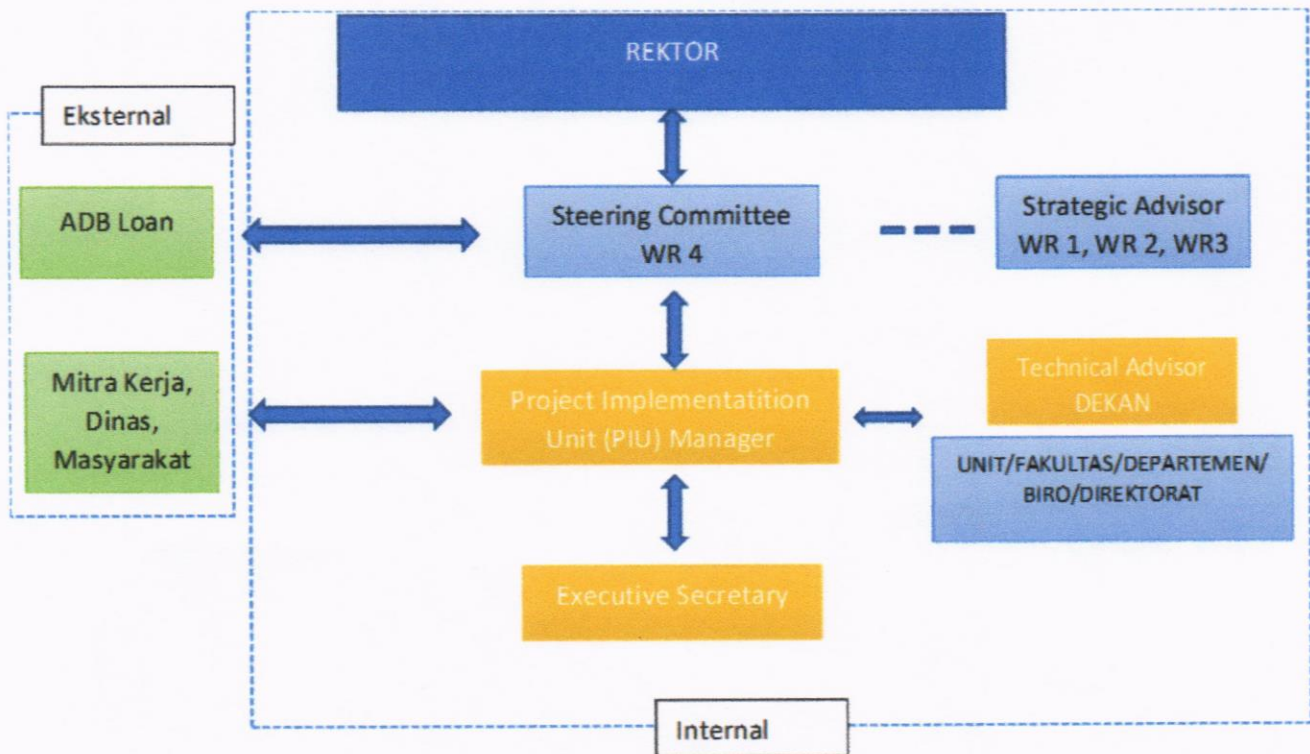 REKTOR
Eksternal
ADB Loan
Steering Committee
WR 4
Strategic Advisor
WR 1, WR 2, WR3
Mitra Kerja,
Dinas,
Masyarakat
Project Implementatition
Unit (PIU) Manager
Technical Advisor
DEKAN
UNIT/FAKULTAS/DEPARTEMEN/
BIRO/DIREKTORAT
Executive Secretary
Internal